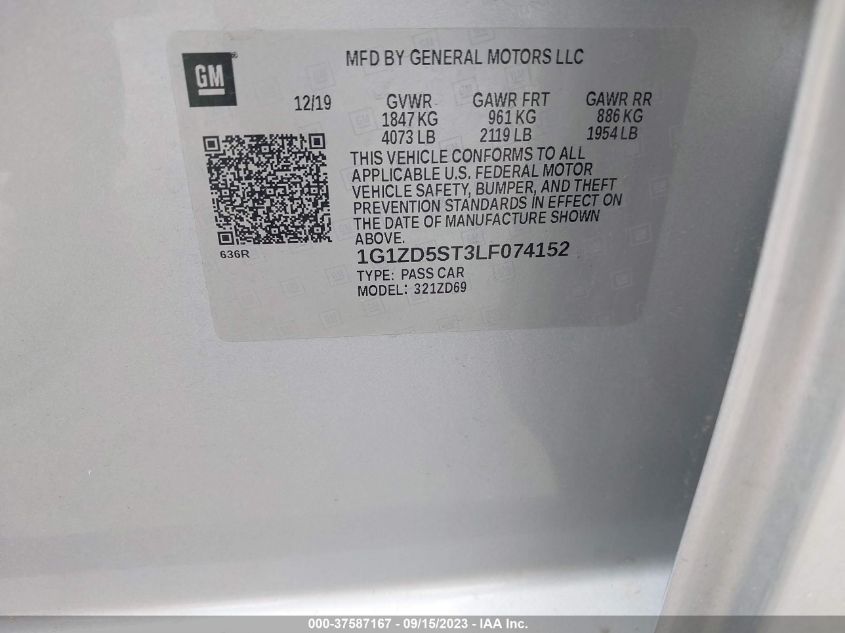 GM
MFD BY GENERAL MOTORS LLC
12/19 GVWR GAWR FRT GAWR RR
1847 KG 961 KG 886 KG
4073 LB 2119 LB 1954 LB
THIS VEHICLE CONFORMS TO ALL
APPLICABLE U.S. FEDERAL MOTOR
VEHICLE SAFETY, BUMPER, AND THEFT
PREVENTION STANDARDS IN EFFECT ON
THE DATE OF MANUFACTURE SHOWN
ABOVE.
636R
1G1ZD5ST3LF074152
TYPE: PASS CAR
MODEL: 321ZD69
000-37587167 - 09/15/2023 - IAA Inc.